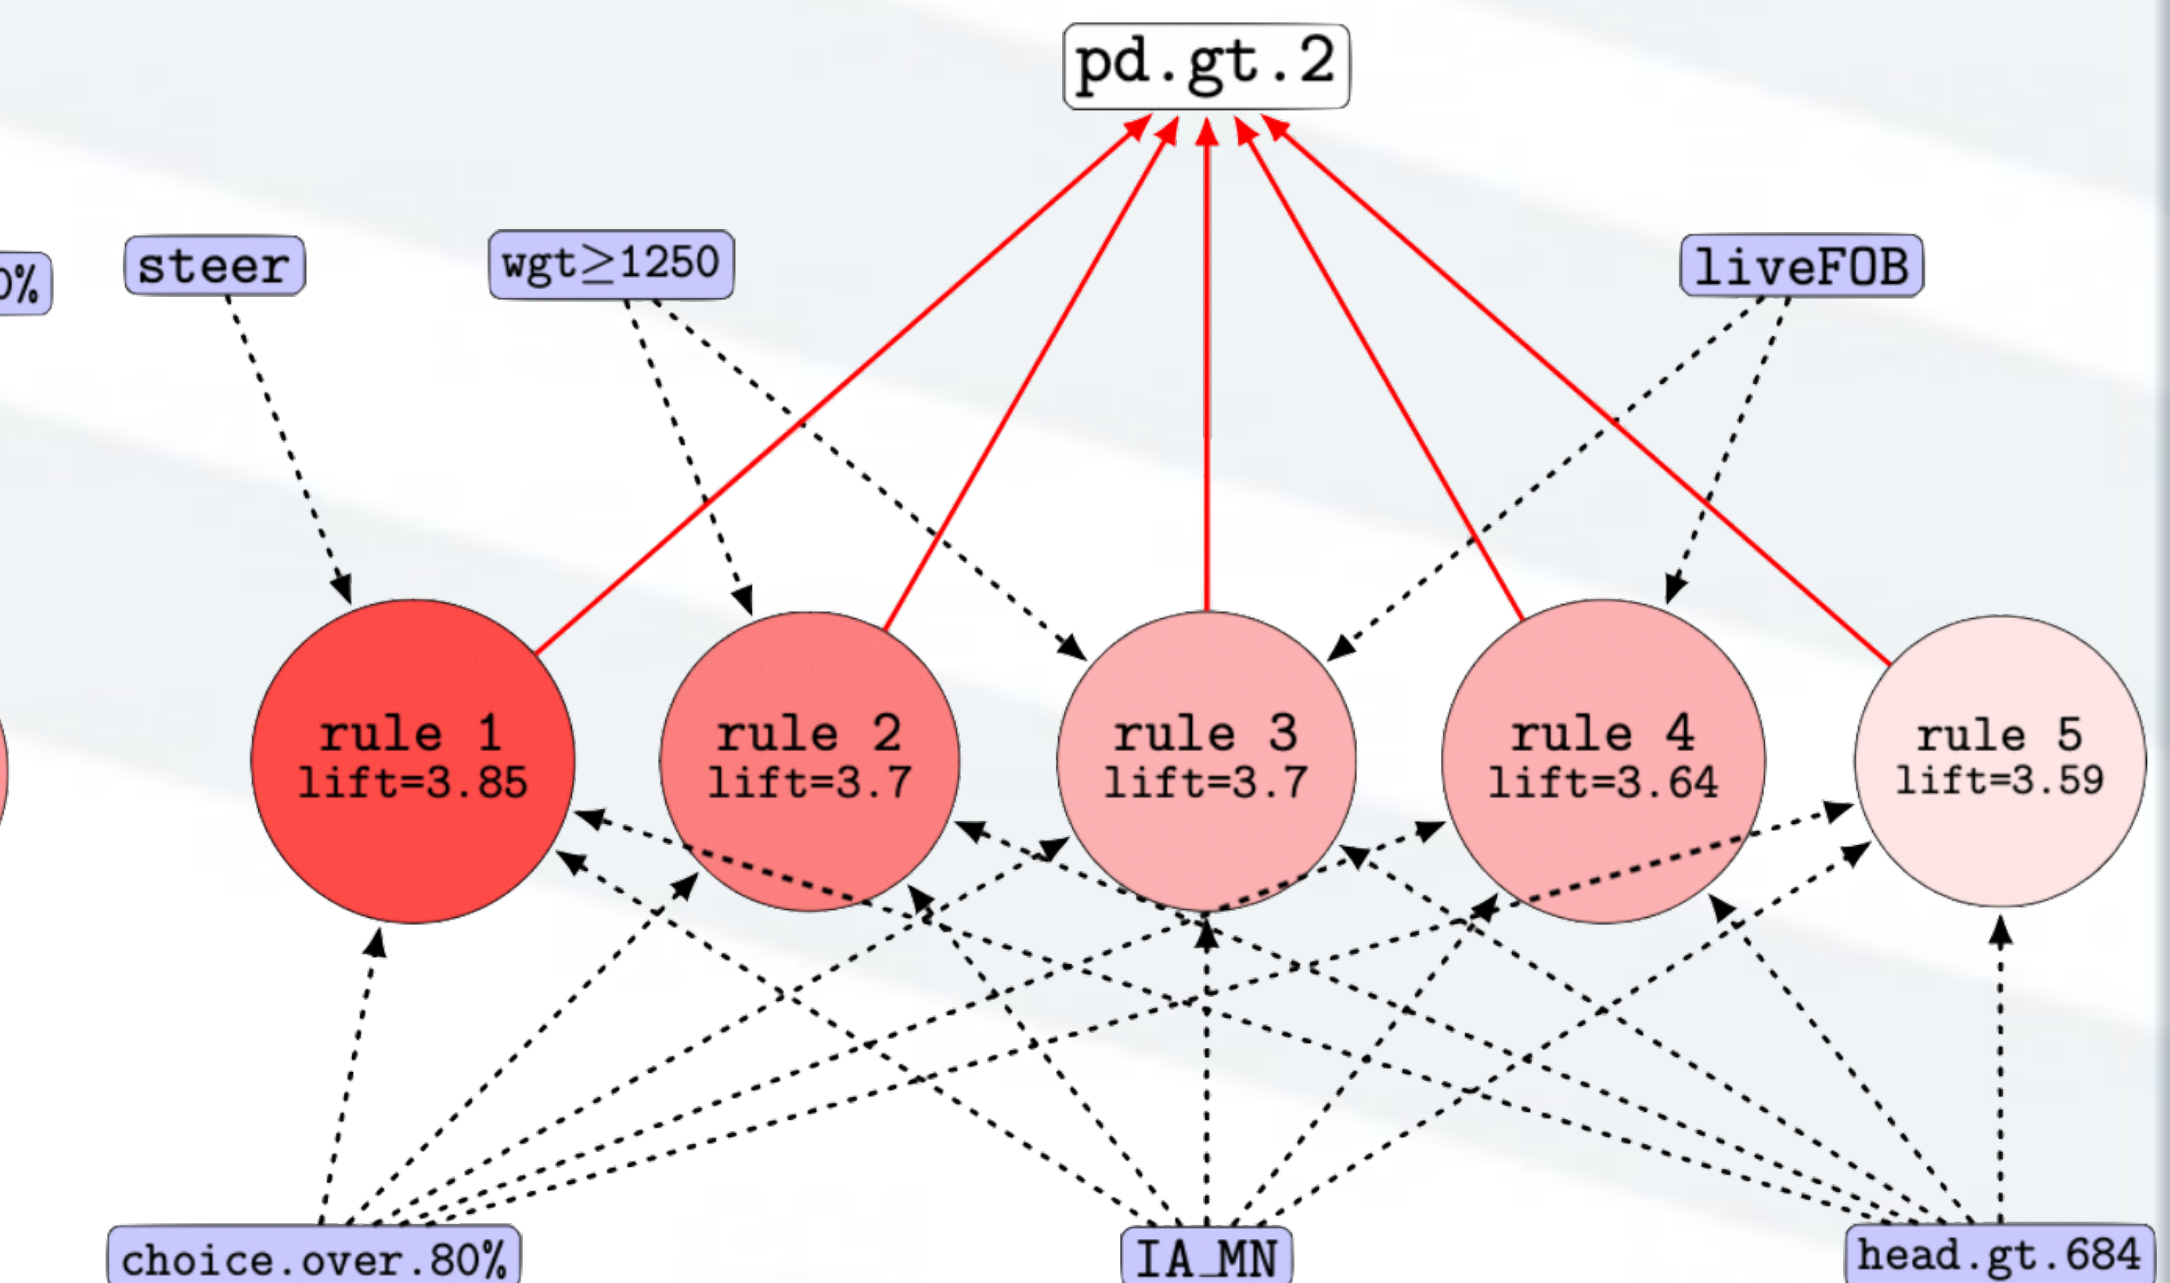 pd.gt.2
0%
steer
wgt≥1250
liveFOB
rule 1
lift=3.85
rule 2
lift=3.7
rule 3
lift=3.7
rule 4
lift=3.64
rule 5
lift=3.59
choice.over.80%
IA_MN
head.gt.684